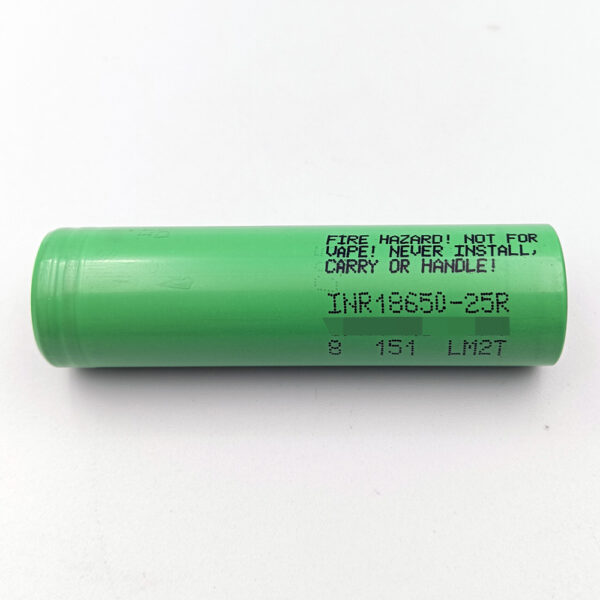 FIRE HAZARD! NOT FOR
VAPE! NEVER INSTALL,
CARRY OR HANDLE!
INR18650-25R
8 151 LM2T